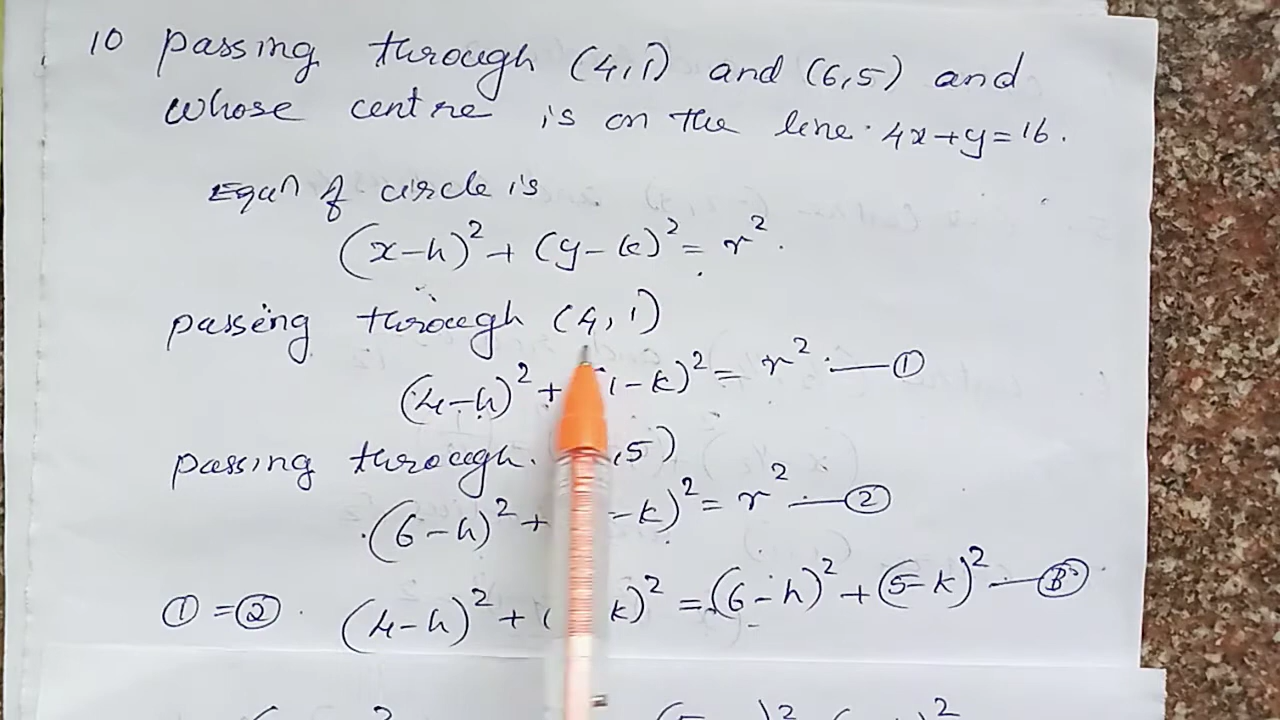 10 passing through (4,1) and (6,5) and
whose centre is on the line 4x+y=16.
Equn of circle is
(x-h)²+(y-k)²=r².
passing through (4,1)
(4-h)²+(1-k)²=r² —①
passing through ,5)
(6-h)²+ -k)²=r² —②
①=② (4-h)²+( k)²=(6-h)²+(5-k)² —③